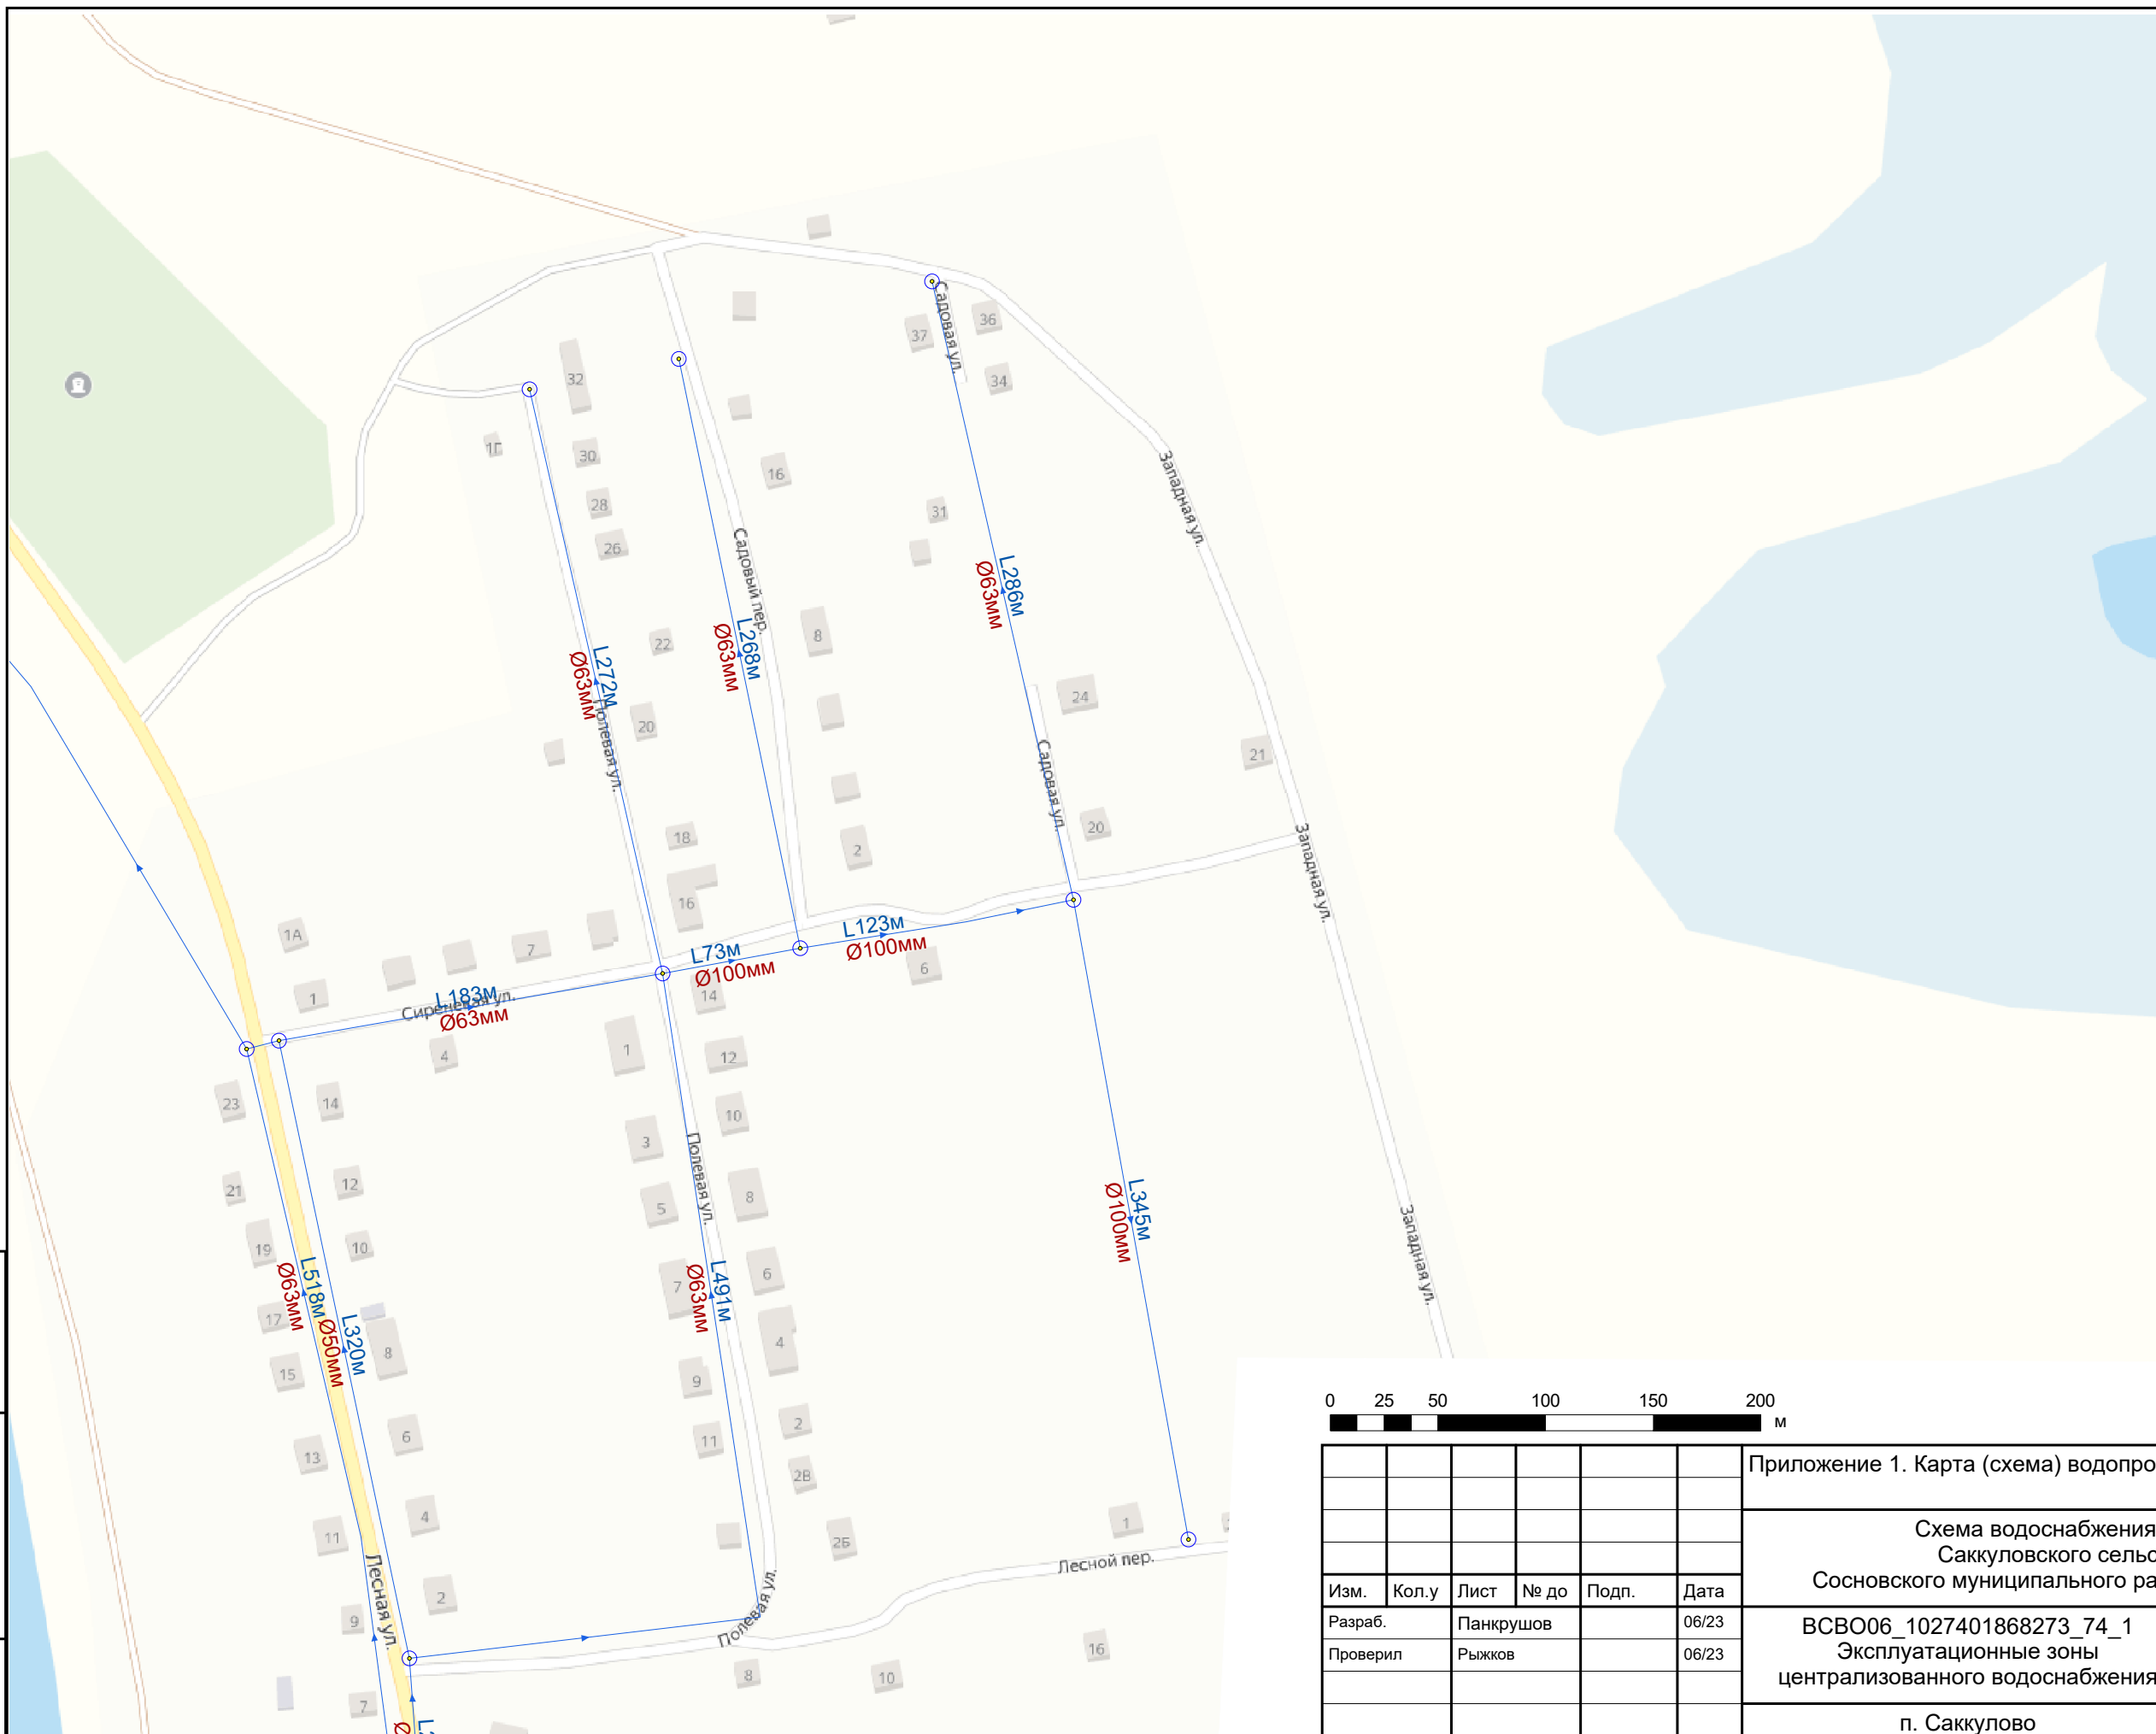 Садовая ул.
37
36
34
32
1Г
30
28
26
16
31
Западная ул.
Садовый пер.
L286м
Ø63мм
L268м
Ø63мм
8
22
L272м
Ø63мм
20
Полевая ул.
24
Садовая ул.
21
20
18
2
16
Западная ул.
1А
7
L73м
Ø100мм
L123м
Ø100мм
6
1
L183м
Сиреневая ул.
Ø63мм
14
4
1
12
23
14
10
3
Полевая ул.
21
12
5
8
L345м
Ø100мм
Западная ул.
19
10
L518м
Ø63мм
7
L491м
Ø63мм
6
17
L320м
Ø50мм
8
4
15
9
6
11
2
13
2В
4
11
2Б
1
Лесной пер.
Лесная ул.
2
9
Полевая ул.
16
8
10
7
0 25 50 100 150 200
м
Приложение 1. Карта (схема) водопро
Схема водоснабжения
Саккуловского сельс
Сосновского муниципального ра
Изм. Кол.у Лист № до Подп. Дата
Разраб. Панкрушов 06/23
Проверил Рыжков 06/23
ВСВО06_1027401868273_74_1
Эксплуатационные зоны
централизованного водоснабжения
п. Саккулово